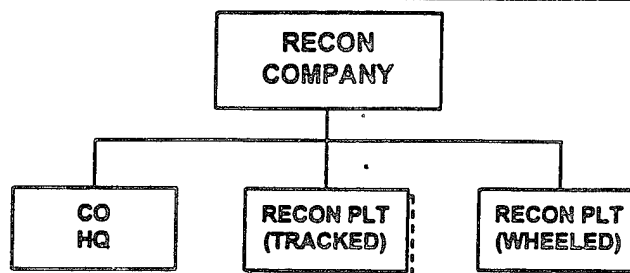 RECON
COMPANY
CO
HQ
RECON PLT
(TRACKED)
RECON PLT
(WHEELED)